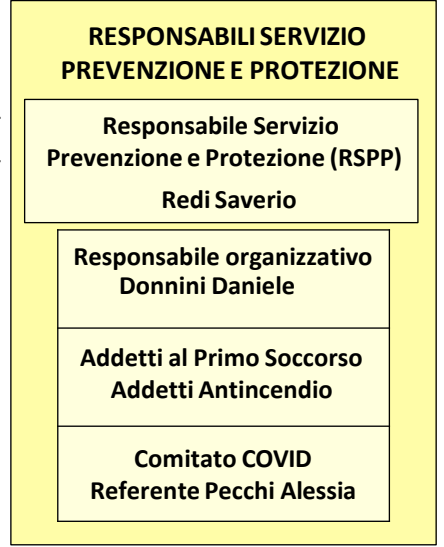 RESPONSABILI SERVIZIO
PREVENZIONE E PROTEZIONE
Responsabile Servizio
Prevenzione e Protezione (RSPP)
Redi Saverio
Responsabile organizzativo
Donnini Daniele
Addetti al Primo Soccorso
Addetti Antincendio
Comitato COVID
Referente Pecchi Alessia